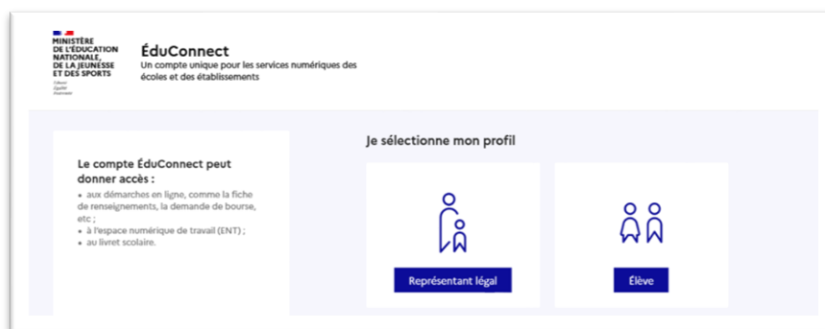 MINISTÈRE
DE L'ÉDUCATION
NATIONALE,
DE LA JEUNESSE
ET DES SPORTS
Liberté
Égalité
Fraternité
ÉduConnect
Un compte unique pour les services numériques des
écoles et des établissements
Je sélectionne mon profil
Le compte ÉduConnect peut
donner accès :
• aux démarches en ligne, comme la fiche
de renseignements, la demande de bourse,
etc ;
• à l'espace numérique de travail (ENT) ;
• au livret scolaire.
Représentant légal
Élève